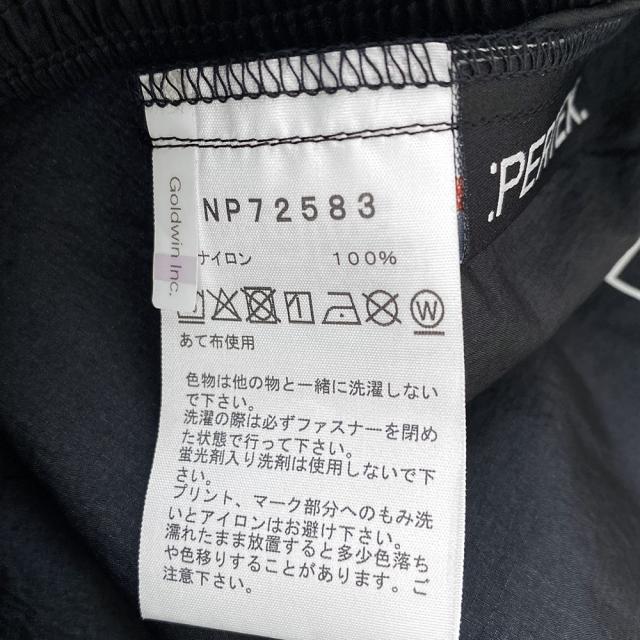 NP72583
ナイロン 100%
Goldwin Inc.
W
あて布使用
色物は他の物と一緒に洗濯しない
で下さい。
洗濯の際は必ずファスナーを閉め
た状態で行って下さい。
蛍光剤入り洗剤は使用しないで下
さい。
プリント、マーク部分へのもみ洗
いとアイロンはお避け下さい。
濡れたまま放置すると多少色落ち
や色移りすることがあります。ご
注意下さい。